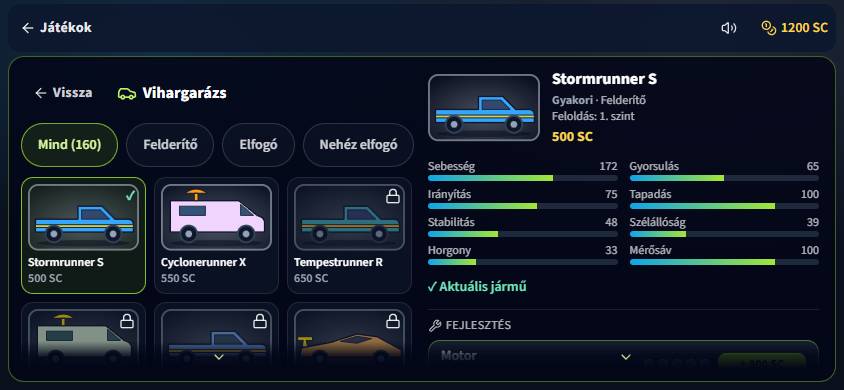 Játékok
1200 SC
Vissza
Vihargarázs
Mind (160)
Felderítő
Elfogó
Nehéz elfogó
Stormrunner S
500 SC
Cyclonerunner X
550 SC
Tempestrunner R
650 SC
Stormrunner S
Gyakori · Felderítő
Feloldás: 1. szint
500 SC
Sebesség 172
Gyorsulás 65
Irányítás 75
Tapadás 100
Stabilitás 48
Szélállóság 39
Horgony 33
Mérősáv 100
✓ Aktuális jármű
FEJLESZTÉS
Motor